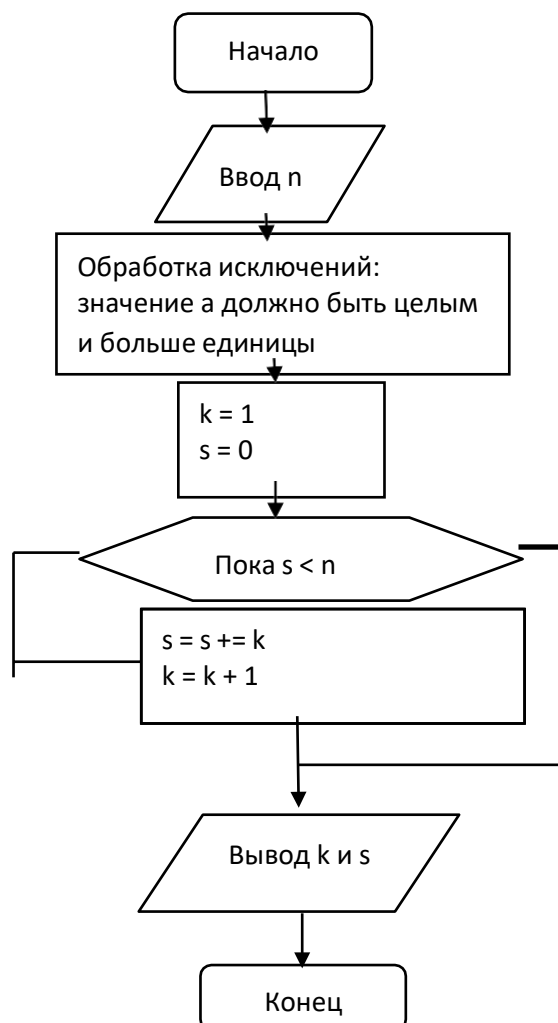 Начало
Ввод n
Обработка исключений:
значение а должно быть целым
и больше единицы
k = 1
s = 0
Пока s < n
s = s += k
k = k + 1
Вывод k и s
Конец